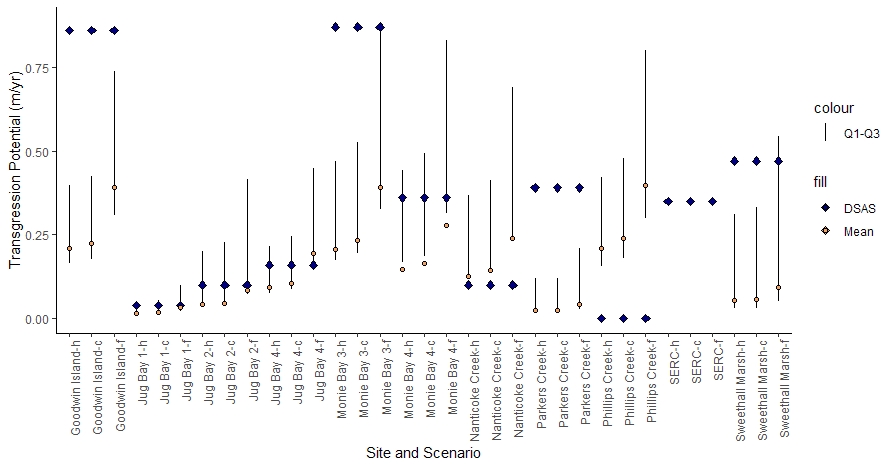 Transgression Potential (m/yr)
0.75
0.50
0.25
0.00
Goodwin Island-h
Goodwin Island-c
Goodwin Island-f
Jug Bay 1-h
Jug Bay 1-c
Jug Bay 1-f
Jug Bay 2-h
Jug Bay 2-c
Jug Bay 2-f
Jug Bay 4-h
Jug Bay 4-c
Jug Bay 4-f
Monie Bay 3-h
Monie Bay 3-c
Monie Bay 3-f
Monie Bay 4-h
Monie Bay 4-c
Monie Bay 4-f
Nanticoke Creek-h
Nanticoke Creek-c
Nanticoke Creek-f
Parkers Creek-h
Parkers Creek-c
Parkers Creek-f
Phillips Creek-h
Phillips Creek-c
Phillips Creek-f
SERC-h
SERC-c
SERC-f
Sweethall Marsh-h
Sweethall Marsh-c
Sweethall Marsh-f
Site and Scenario
colour
Q1-Q3
fill
DSAS
Mean